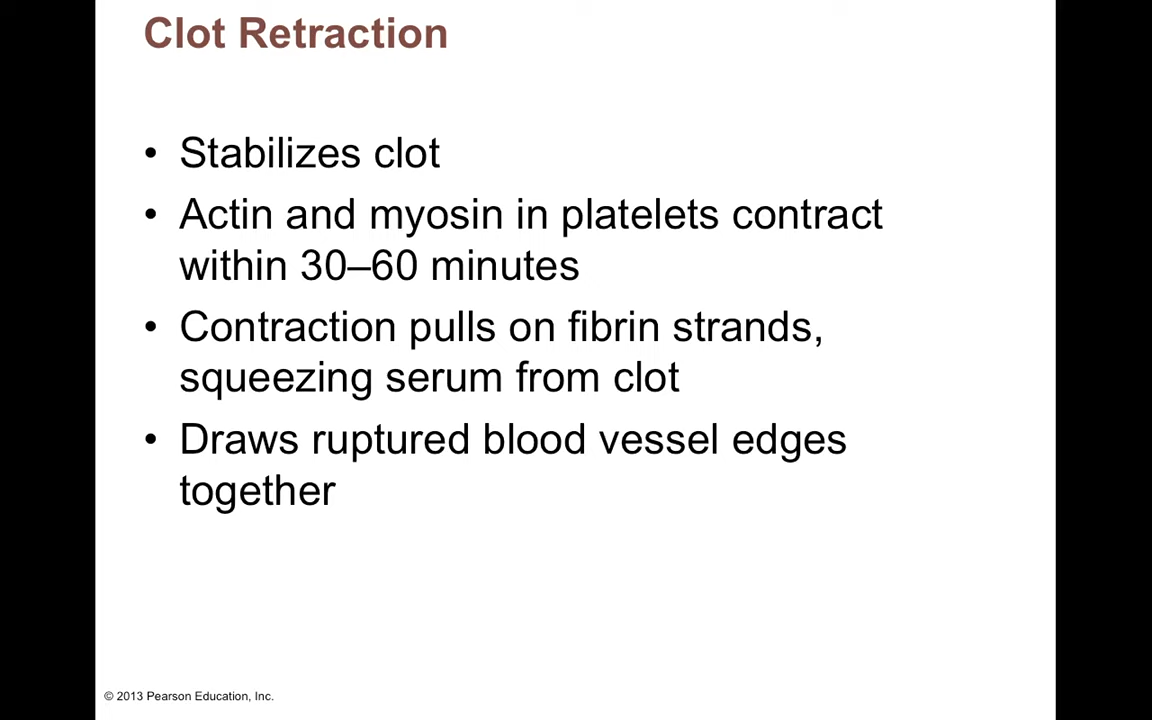 Clot Retraction
• Stabilizes clot
• Actin and myosin in platelets contract
within 30–60 minutes
• Contraction pulls on fibrin strands,
squeezing serum from clot
• Draws ruptured blood vessel edges
together
© 2013 Pearson Education, Inc.